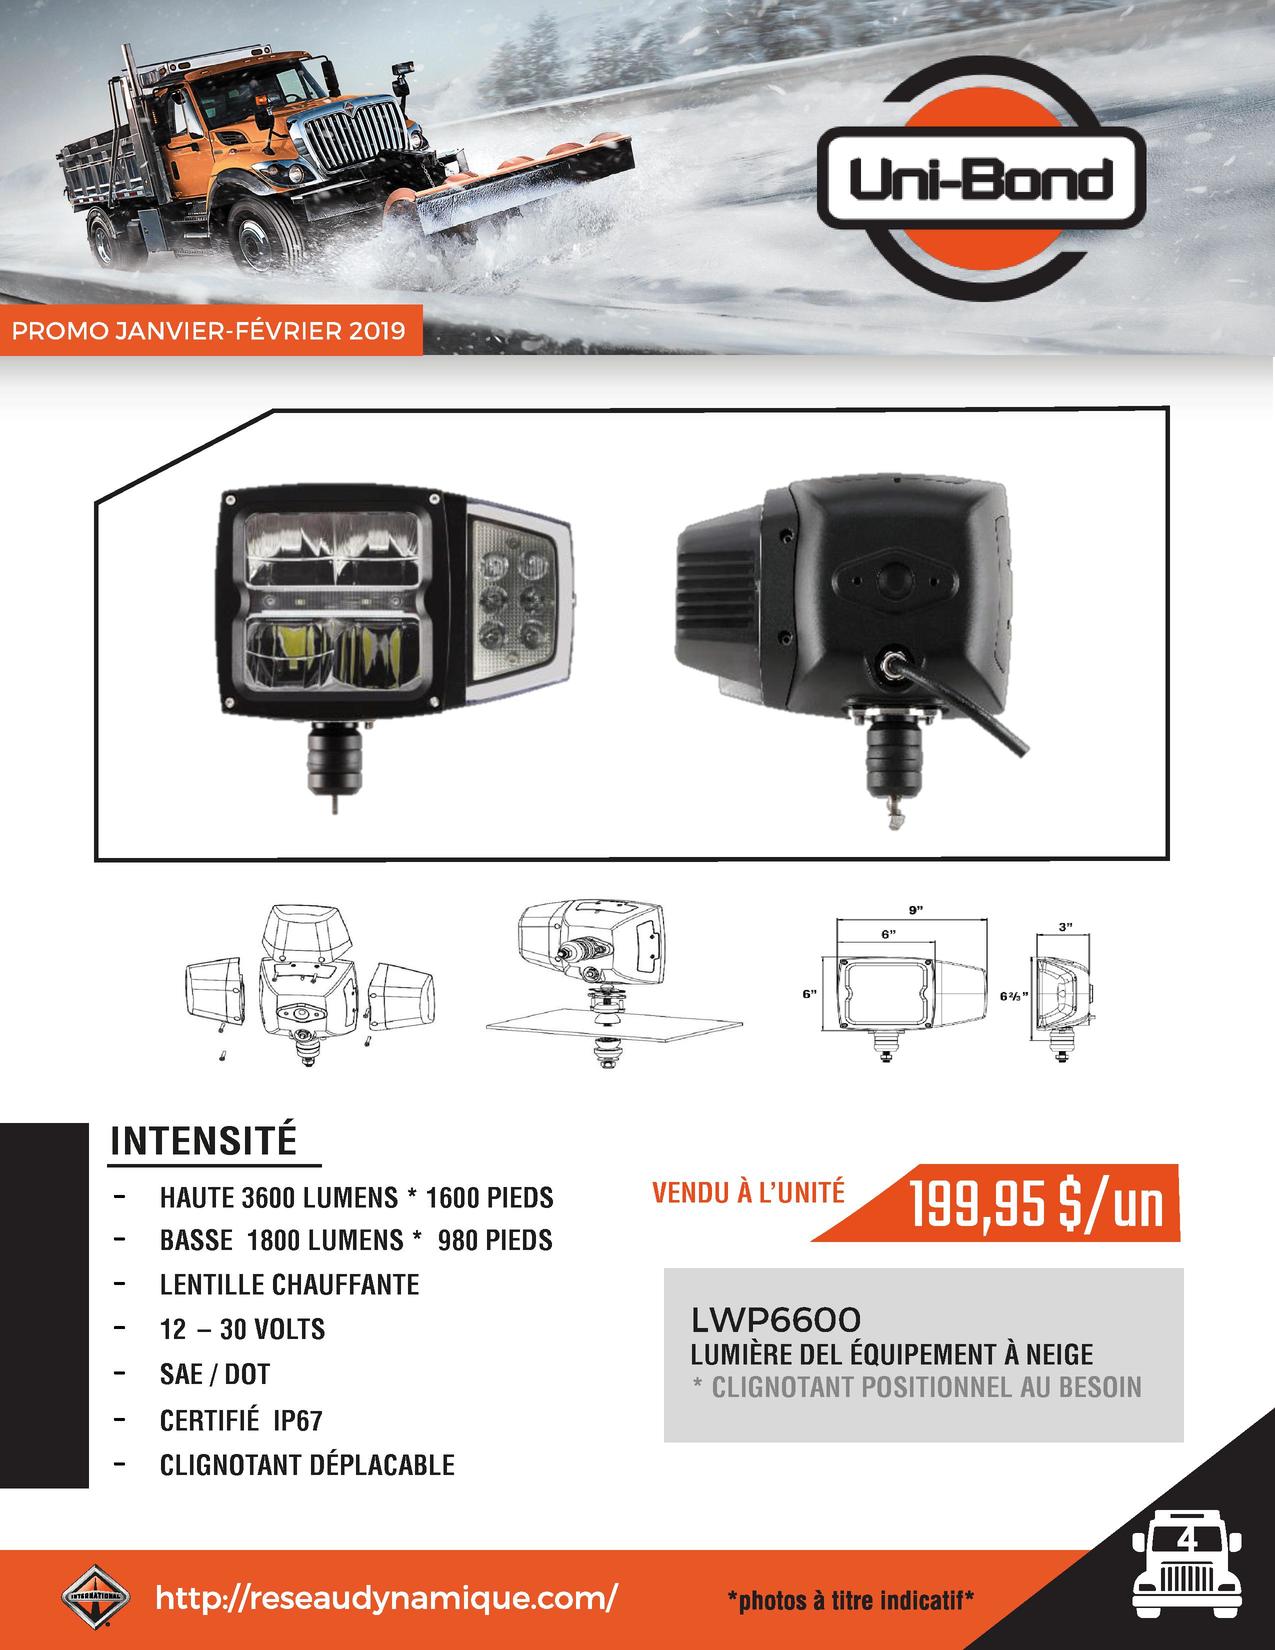 Uni-Bond
PROMO JANVIER-FÉVRIER 2019
9”
6”
3”
6”
6 2/3 ”
INTENSITÉ
- HAUTE 3600 LUMENS * 1600 PIEDS
- BASSE 1800 LUMENS * 980 PIEDS
- LENTILLE CHAUFFANTE
- 12 – 30 VOLTS
- SAE / DOT
- CERTIFIÉ IP67
- CLIGNOTANT DÉPLACABLE
VENDU À L’UNITÉ
199,95 $/un
LWP6600
LUMIÈRE DEL ÉQUIPEMENT À NEIGE
* CLIGNOTANT POSITIONNEL AU BESOIN
4
INTERNATIONAL
http://reseaudynamique.com/
*photos à titre indicatif*